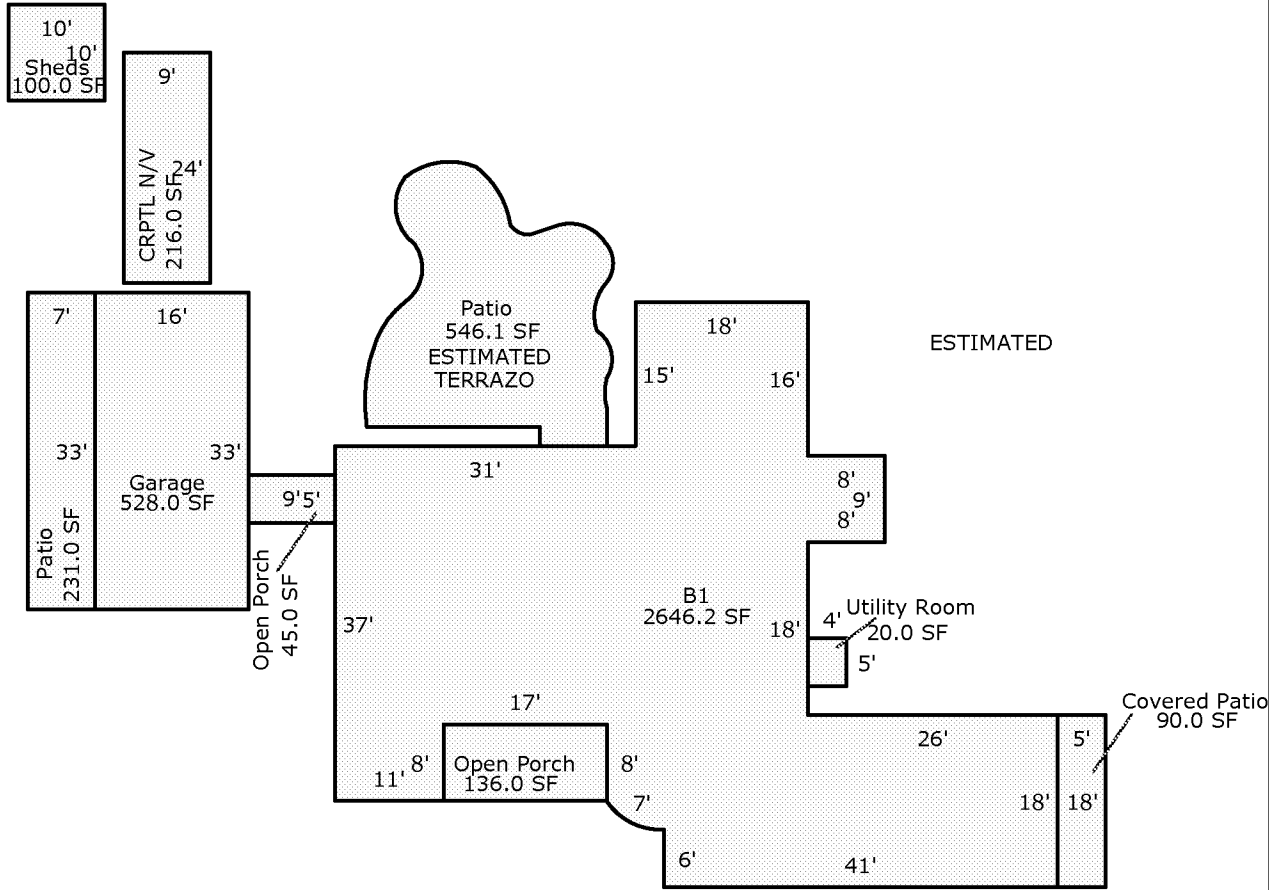 10'
10'
Sheds
100.0 SF
9'
24'
CRPTL N/V
216.0 SF
7'
16'
33'
33'
Patio
231.0 SF
Garage
528.0 SF
Patio
546.1 SF
ESTIMATED
TERRAZO
18'
15'
16'
ESTIMATED
31'
9'
5'
Open Porch
45.0 SF
8'
9'
8'
B1
2646.2 SF
37'
18'
4'
Utility Room
20.0 SF
5'
17'
8'
11'
Open Porch
136.0 SF
8'
7'
6'
26'
18'
41'
5'
18'
Covered Patio
90.0 SF